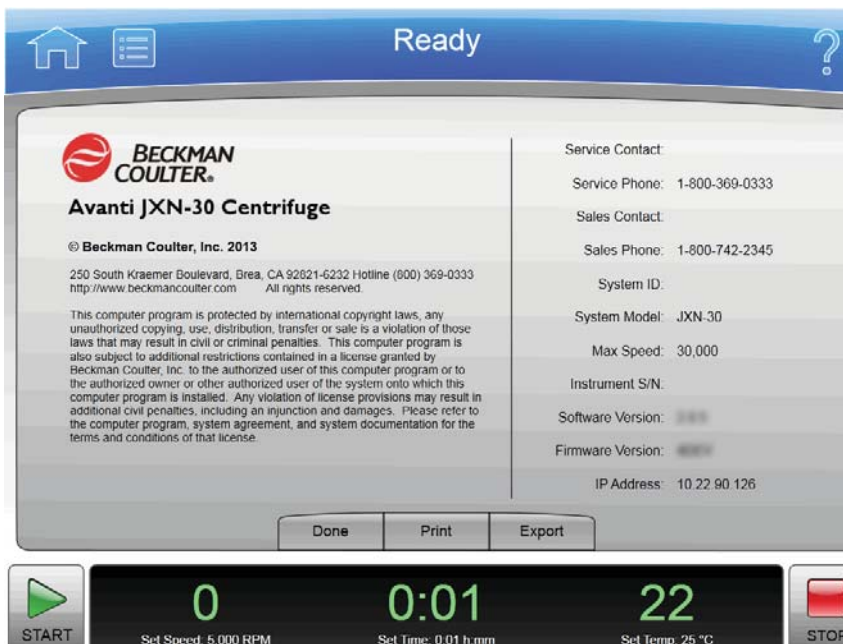 Ready
?
BECKMAN
COULTER®
Avanti JXN-30 Centrifuge
© Beckman Coulter, Inc. 2013
250 South Kraemer Boulevard, Brea, CA 92821-6232 Hotline (800) 369-0333
http://www.beckmancoulter.com All rights reserved.
This computer program is protected by international copyright laws, any
unauthorized copying, use, distribution, transfer or sale is a violation of those
laws that may result in civil or criminal penalties. This computer program is
also subject to additional restrictions contained in a license granted by
Beckman Coulter, Inc. to the authorized user of this computer program or to
the authorized owner or other authorized user of the system onto which this
computer program is installed. Any violation of license provisions may result in
additional civil penalties, including an injunction and damages. Please refer to
the computer program, system agreement, and system documentation for the
terms and conditions of that license.
Service Contact:
Service Phone: 1-800-369-0333
Sales Contact:
Sales Phone: 1-800-742-2345
System ID:
System Model: JXN-30
Max Speed: 30,000
Instrument S/N:
Software Version:
Firmware Version:
IP Address: 10.22.90.126
Done Print Export
START
0 0:01 22
Set Speed: 5,000 RPM Set Time: 0:01 h:mm Set Temp: 25 °C
STOP